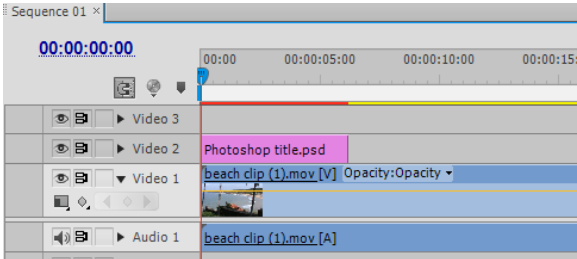 Sequence 01 ×
00:00:00:00
00:00 00:00:05:00 00:00:10:00 00:00:15:
Video 3
Video 2 Photoshop title.psd
Video 1 beach clip (1).mov [V] Opacity:Opacity
Audio 1 beach clip (1).mov [A]